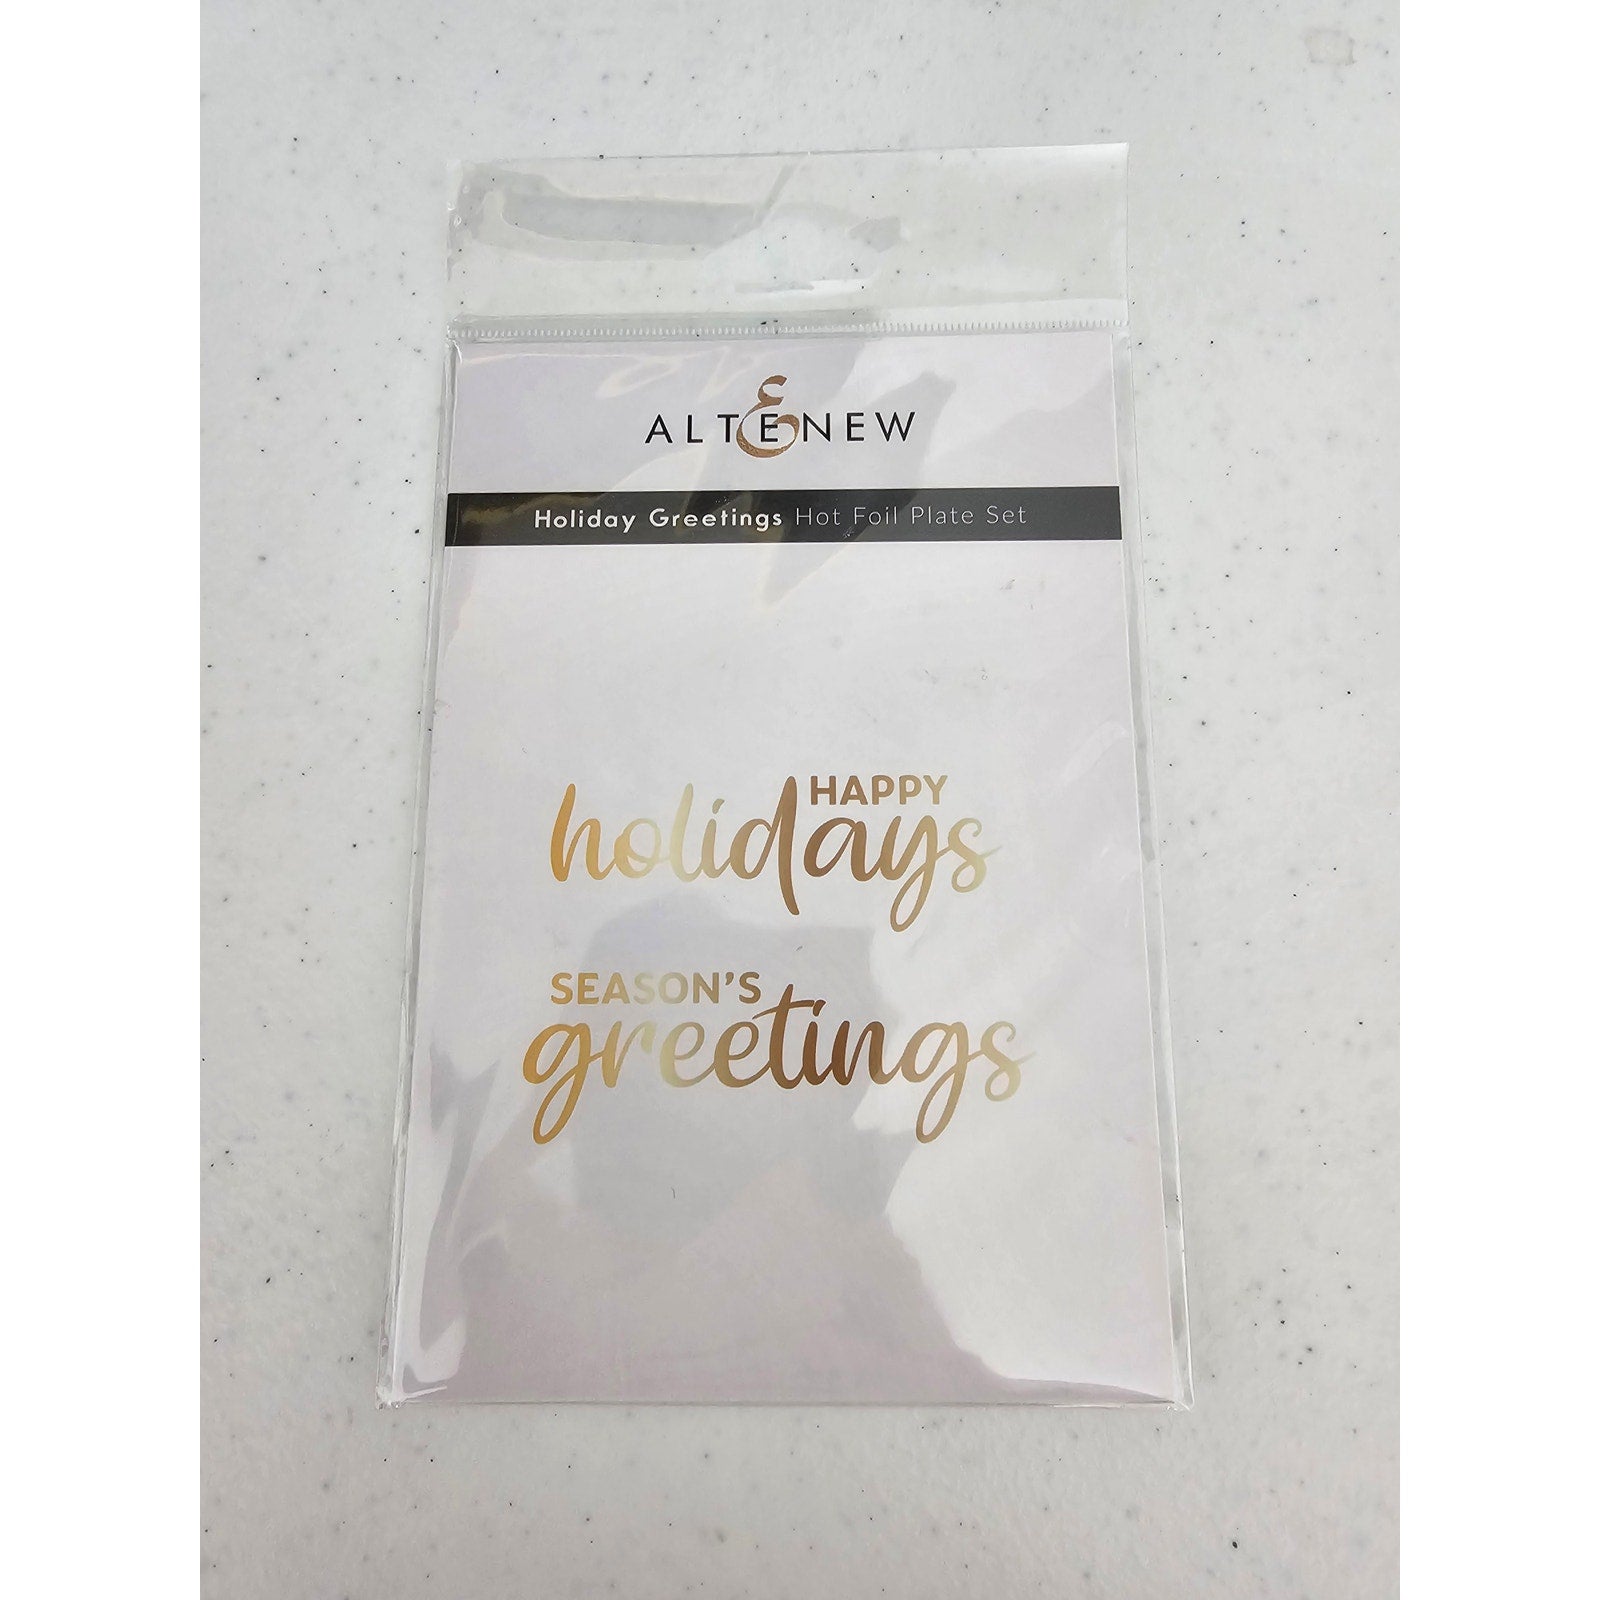 ALTENEW
Holiday Greetings Hot Foil Plate Set
HAPPY
holidays
SEASON'S
greetings